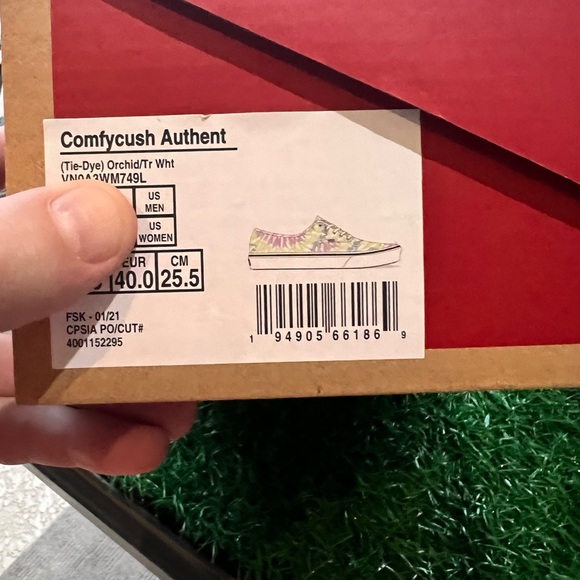 Comfycush Authent
(Tie-Dye) Orchid/Tr Wht
VN0A3WM749L
US MEN
US WOMEN
EUR CM
40.0 25.5
FSK - 01/21
CPSIA PO/CUT#
4001152295
1 94905 66186 9